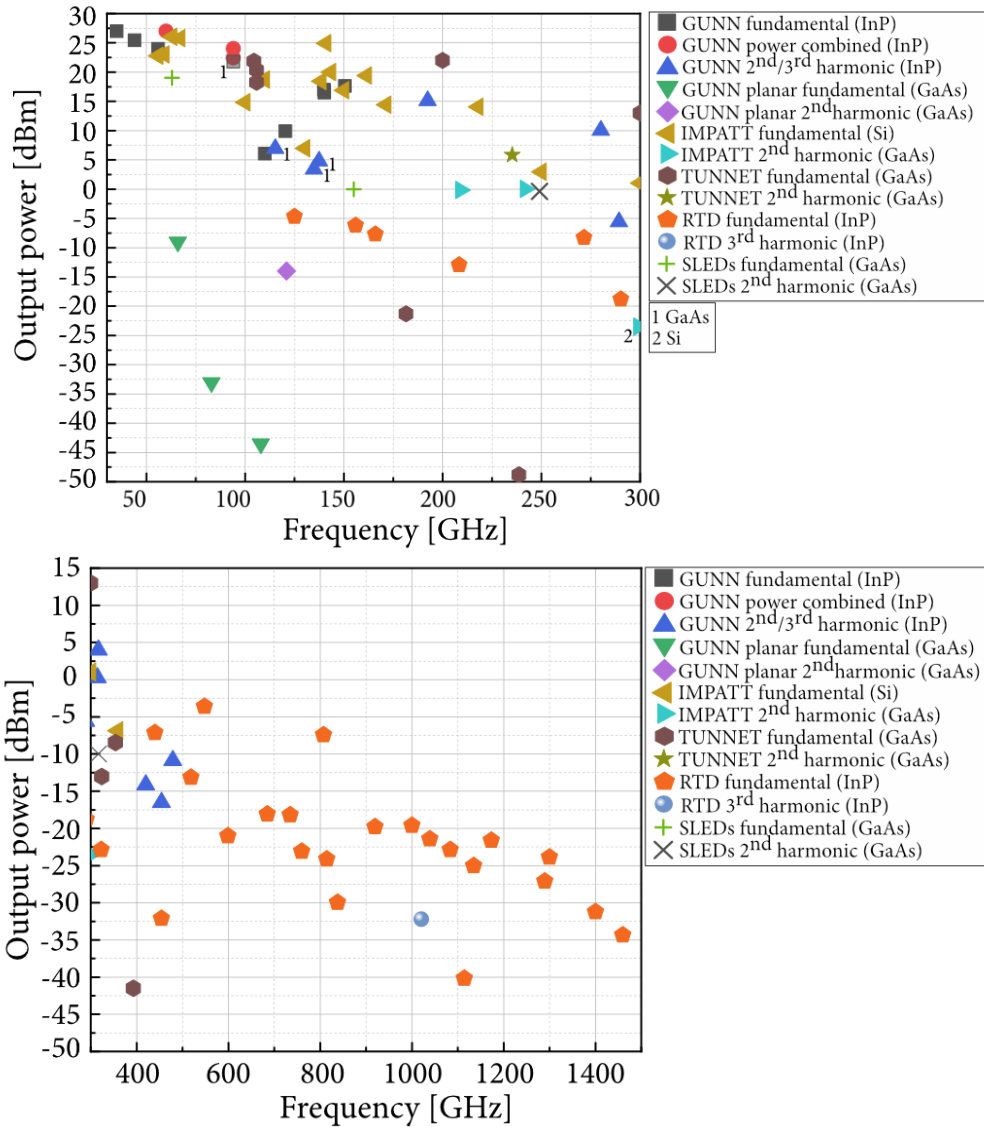 30
25
20
15
10
5
0
-5
-10
-15
-20
-25
-30
-35
-40
-45
-50
Output power [dBm]
1
1
1
1
2
50
100
150
200
250
300
Frequency [GHz]
GUNN fundamental (InP)
GUNN power combined (InP)
GUNN 2nd/3rd harmonic (InP)
GUNN planar fundamental (GaAs)
GUNN planar 2ndharmonic (GaAs)
IMPATT fundamental (Si)
IMPATT 2nd harmonic (GaAs)
TUNNET fundamental (GaAs)
TUNNET 2nd harmonic (GaAs)
RTD fundamental (InP)
RTD 3rd harmonic (InP)
SLEDs fundamental (GaAs)
SLEDs 2nd harmonic (GaAs)
1 GaAs
2 Si
15
10
5
0
-5
-10
-15
-20
-25
-30
-35
-40
-45
-50
Output power [dBm]
400
600
800
1000
1200
1400
Frequency [GHz]
GUNN fundamental (InP)
GUNN power combined (InP)
GUNN 2nd/3rd harmonic (InP)
GUNN planar fundamental (GaAs)
GUNN planar 2ndharmonic (GaAs)
IMPATT fundamental (Si)
IMPATT 2nd harmonic (GaAs)
TUNNET fundamental (GaAs)
TUNNET 2nd harmonic (GaAs)
RTD fundamental (InP)
RTD 3rd harmonic (InP)
SLEDs fundamental (GaAs)
SLEDs 2nd harmonic (GaAs)